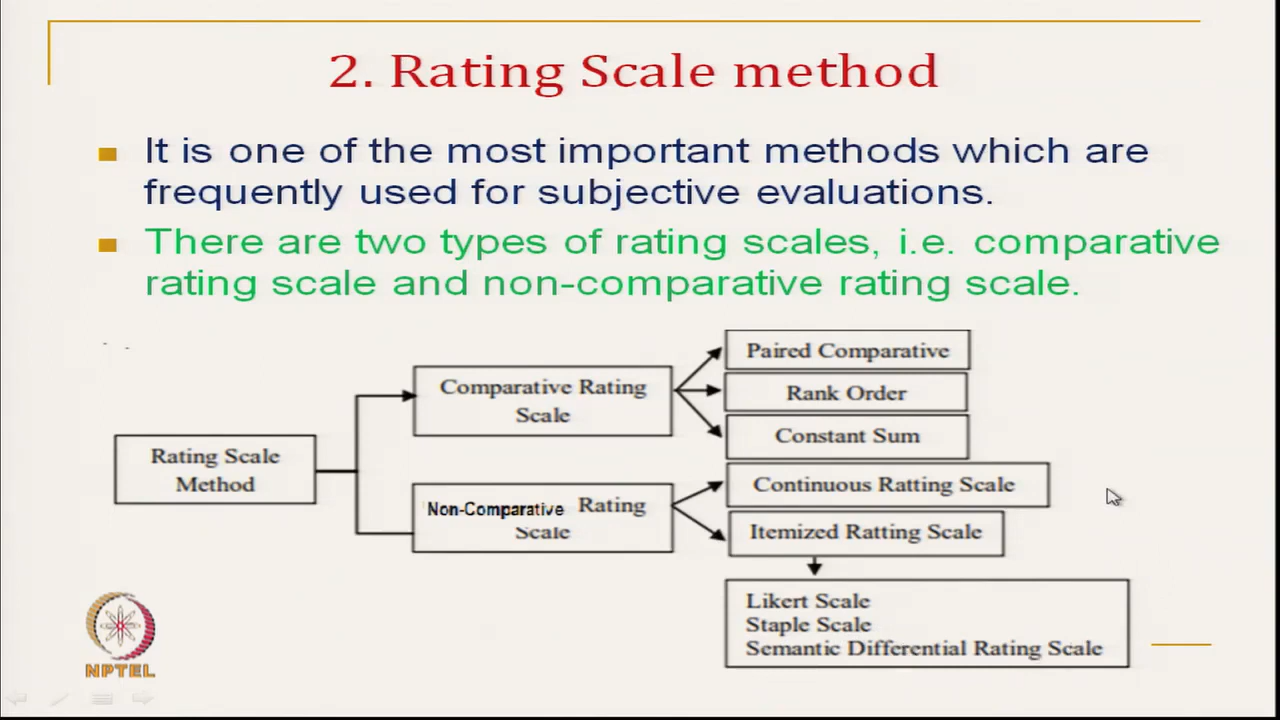 2. Rating Scale method
It is one of the most important methods which are
frequently used for subjective evaluations.
There are two types of rating scales, i.e. comparative
rating scale and non-comparative rating scale.
Rating Scale
Method
Comparative Rating
Scale
Non-Comparative Rating
Scale
Paired Comparative
Rank Order
Constant Sum
Continuous Ratting Scale
Itemized Ratting Scale
Likert Scale
Staple Scale
Semantic Differential Rating Scale
NPTEL